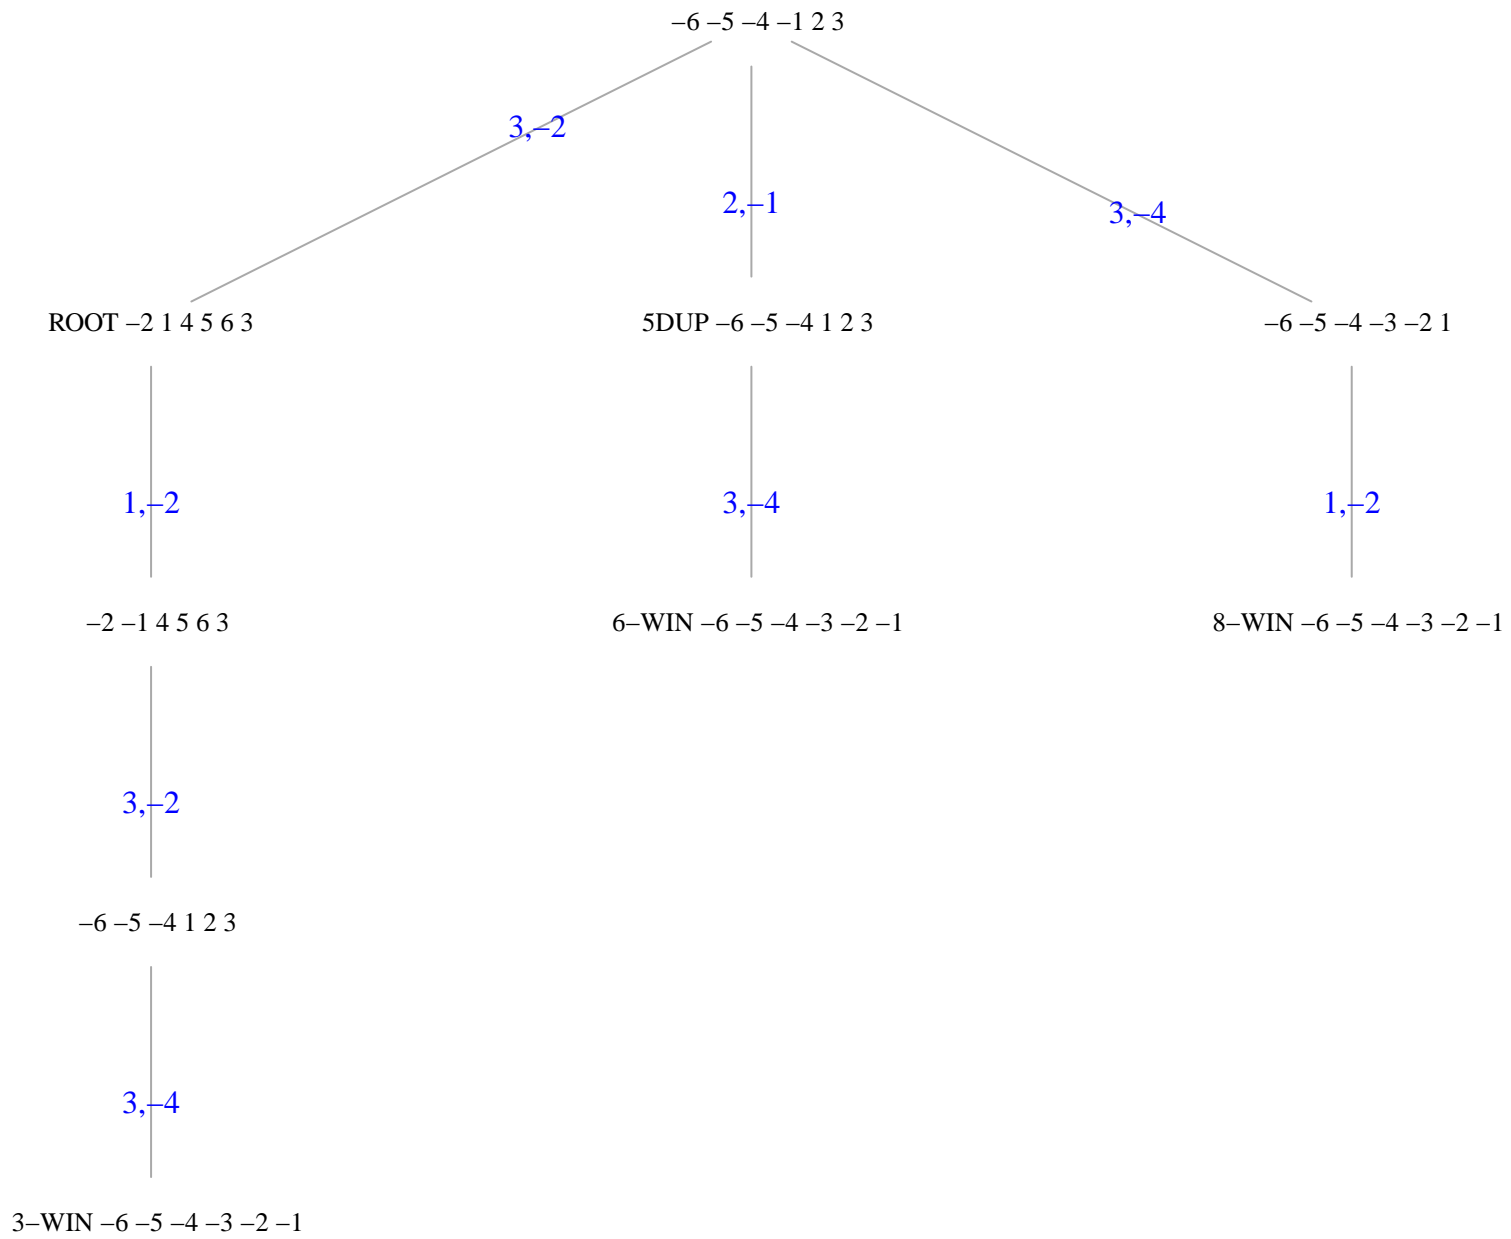 –6 –5 –4 –1 2 3
3,–2
2,–1
3,–4
ROOT –2 1 4 5 6 3
5DUP –6 –5 –4 1 2 3
–6 –5 –4 –3 –2 1
1,–2
3,–4
1,–2
–2 –1 4 5 6 3
6–WIN –6 –5 –4 –3 –2 –1
8–WIN –6 –5 –4 –3 –2 –1
3,–2
–6 –5 –4 1 2 3
3,–4
3–WIN –6 –5 –4 –3 –2 –1